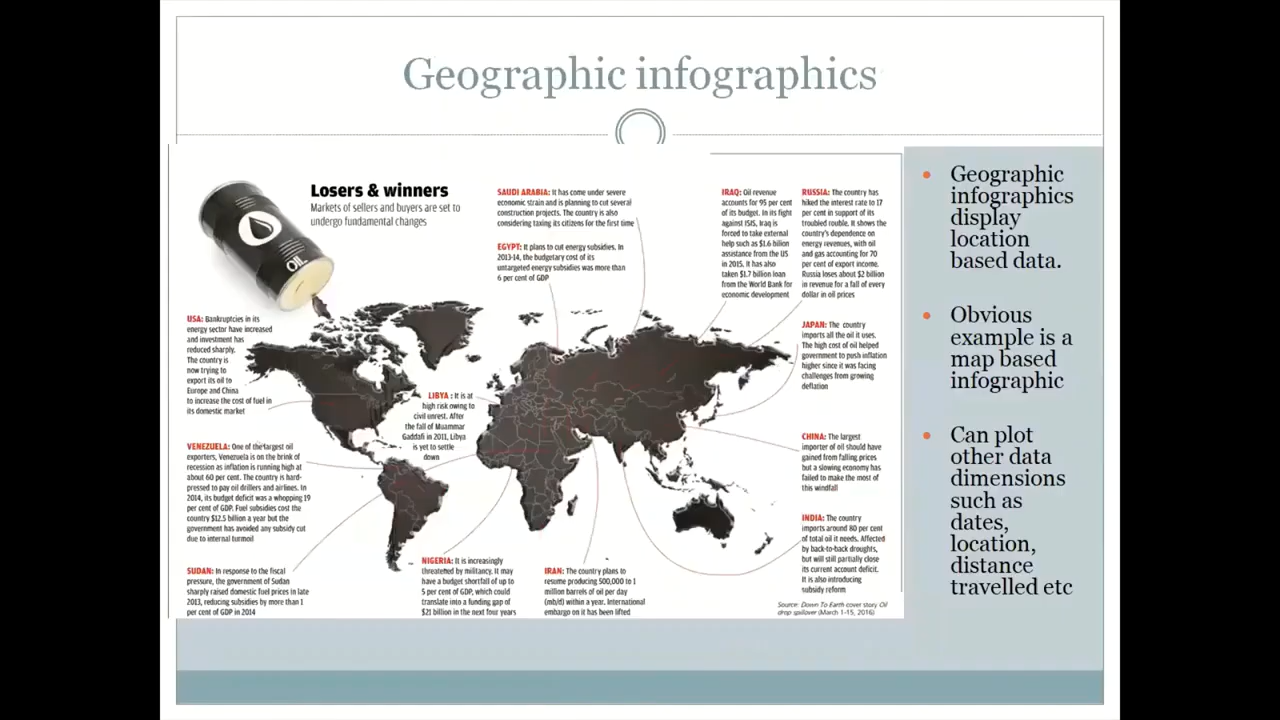 Geographic infographics
Losers & winners
Markets of sellers and buyers are set to
undergo fundamental changes
OIL
SAUDI ARABIA: It has come under severe
economic strain and is planning to cut several
construction projects. The country is also
considering taxing its citizens for the first time
EGYPT: It plans to cut energy subsidies. In
2013-14, the budgetary cost of its
untargeted energy subsidies was more than
6 per cent of GDP
IRAQ: Oil revenue
accounts for 95 per cent
of its budget. In its fight
against ISIS, Iraq is
forced to take external
help such as $1.6 billion
assistance from the US
in 2015. It has also
taken $1.7 billion loan
from the World Bank for
economic development
RUSSIA: The country has
hiked the interest rate to 17
per cent in support of its
troubled rouble. It shows the
country's dependence on
energy revenues, with oil
and gas accounting for 70
per cent of export income.
Russia loses about $2 billion
in revenue for a fall of every
dollar in oil prices
USA: Bankruptcies in its
energy sector have increased
and investment has
reduced sharply.
The country is
now trying to
export its oil to
Europe and China
to increase the cost of fuel in
its domestic market
JAPAN: The country
imports all the oil it uses.
The high cost of oil helped
government to push inflation
higher since it was facing
challenges from growing
deflation
LIBYA : It is at
high risk owing to
civil unrest. After
the fall of Muammar
Gaddafi in 2011, Libya
is yet to settle
down
VENEZUELA: One of the largest oil
exporters, Venezuela is on the brink of
recession as inflation is running high at
about 60 per cent. The country is hard-
pressed to pay oil drillers and airlines. In
2014, its budget deficit was a whopping 19
per cent of GDP. Fuel subsidies cost the
country $12.5 billion a year but the
government has avoided any subsidy cut
due to internal turmoil
CHINA: The largest
importer of oil should have
gained from falling prices
but a slowing economy has
failed to make the most of
this windfall
INDIA: The country
imports around 80 per cent
of total oil it needs. Affected
by back-to-back droughts,
but will still partially close
its current account deficit.
It is also introducing
subsidy reform
SUDAN: In response to the fiscal
pressure, the government of Sudan
sharply raised domestic fuel prices in late
2013, reducing subsidies by more than 1
per cent of GDP in 2014
NIGERIA: It is increasingly
threatened by militancy. It may
have a budget shortfall of up to
5 per cent of GDP, which could
translate into a funding gap of
$21 billion in the next four years
IRAN: The country plans to
resume producing 500,000 to 1
million barrels of oil per day
(mb/d) within a year. International
embargo on it has been lifted
Source: Down To Earth cover story Oil
drop spillover (March 1-15, 2016)
• Geographic
infographics
display
location
based data.
• Obvious
example is a
map based
infographic
• Can plot
other data
dimensions
such as
dates,
location,
distance
travelled etc